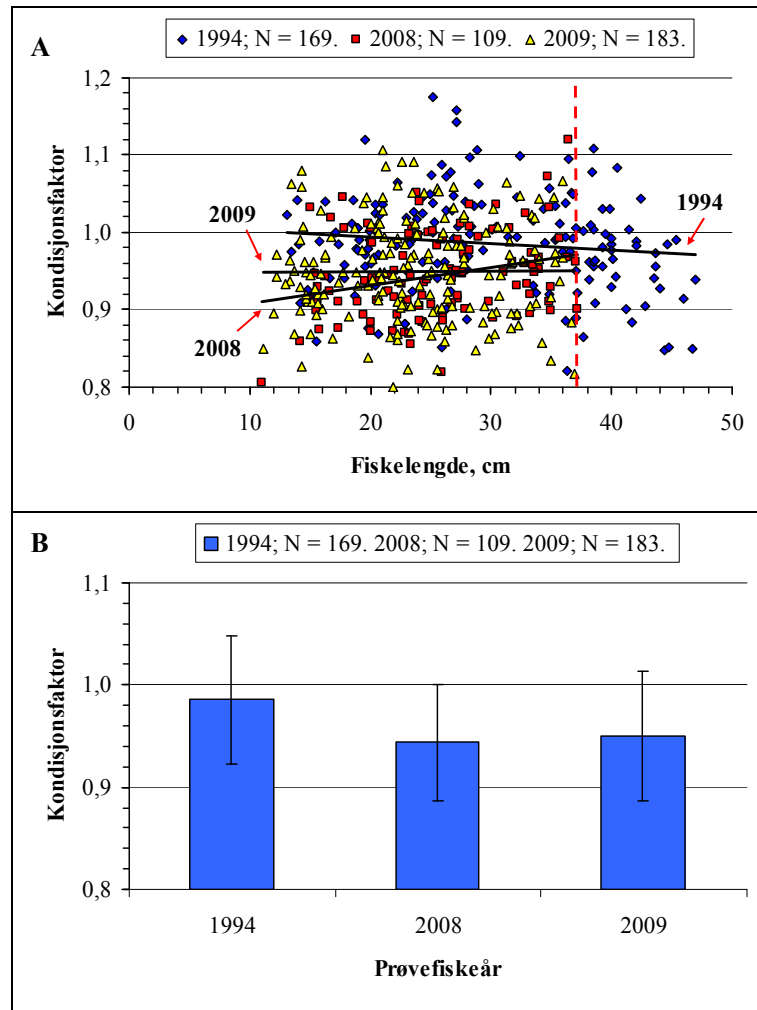 A
1994; N = 169. 2008; N = 109. 2009; N = 183.
1,2
1,1
1,0
0,9
0,8
Kondisjonsfaktor
2009
2008
1994
0 10 20 30 40 50
Fiskelengde, cm
B
1994; N = 169. 2008; N = 109. 2009; N = 183.
1,1
1,0
0,9
0,8
Kondisjonsfaktor
1994 2008 2009
Prøvefiskeår